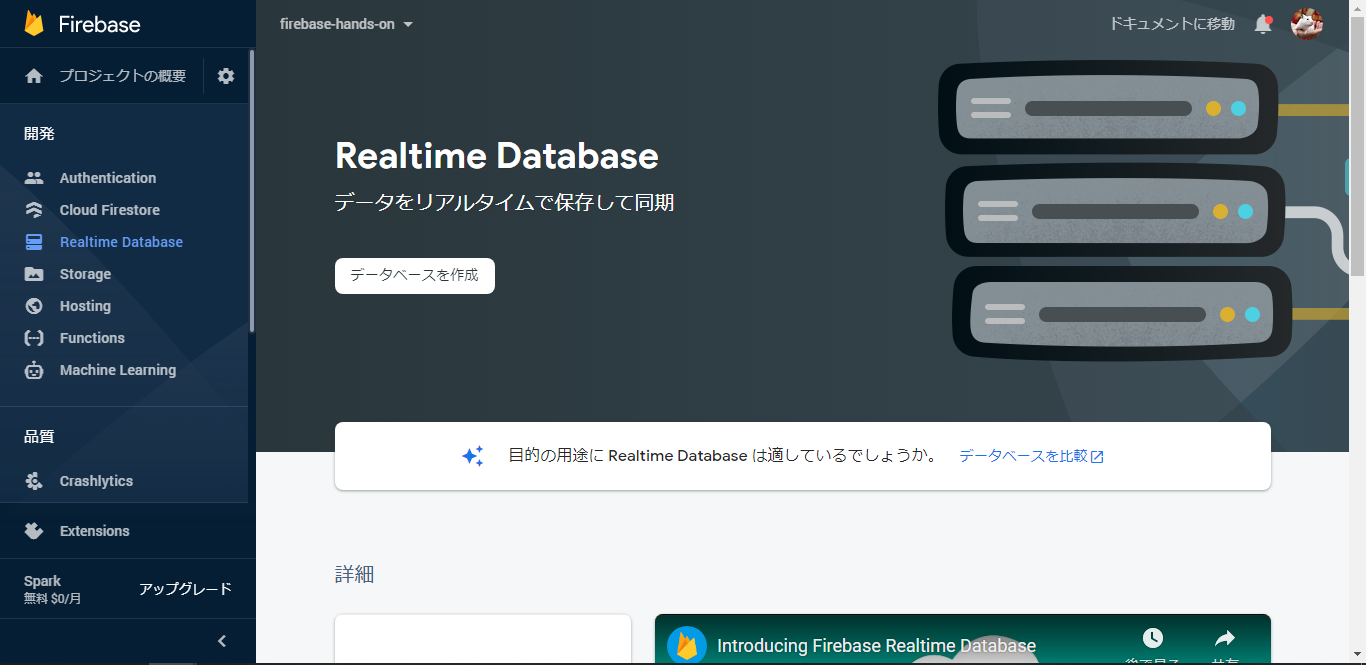 Firebase
firebase-hands-on
ドキュメントに移動
プロジェクトの概要
開発
Authentication
Cloud Firestore
Realtime Database
Storage
Hosting
Functions
Machine Learning
品質
Crashlytics
Extensions
Spark
無料 $0/月
アップグレード
Realtime Database
データをリアルタイムで保存して同期
データベースを作成
目的の用途に Realtime Database は適しているでしょうか。 データベースを比較
詳細
Introducing Firebase Realtime Database